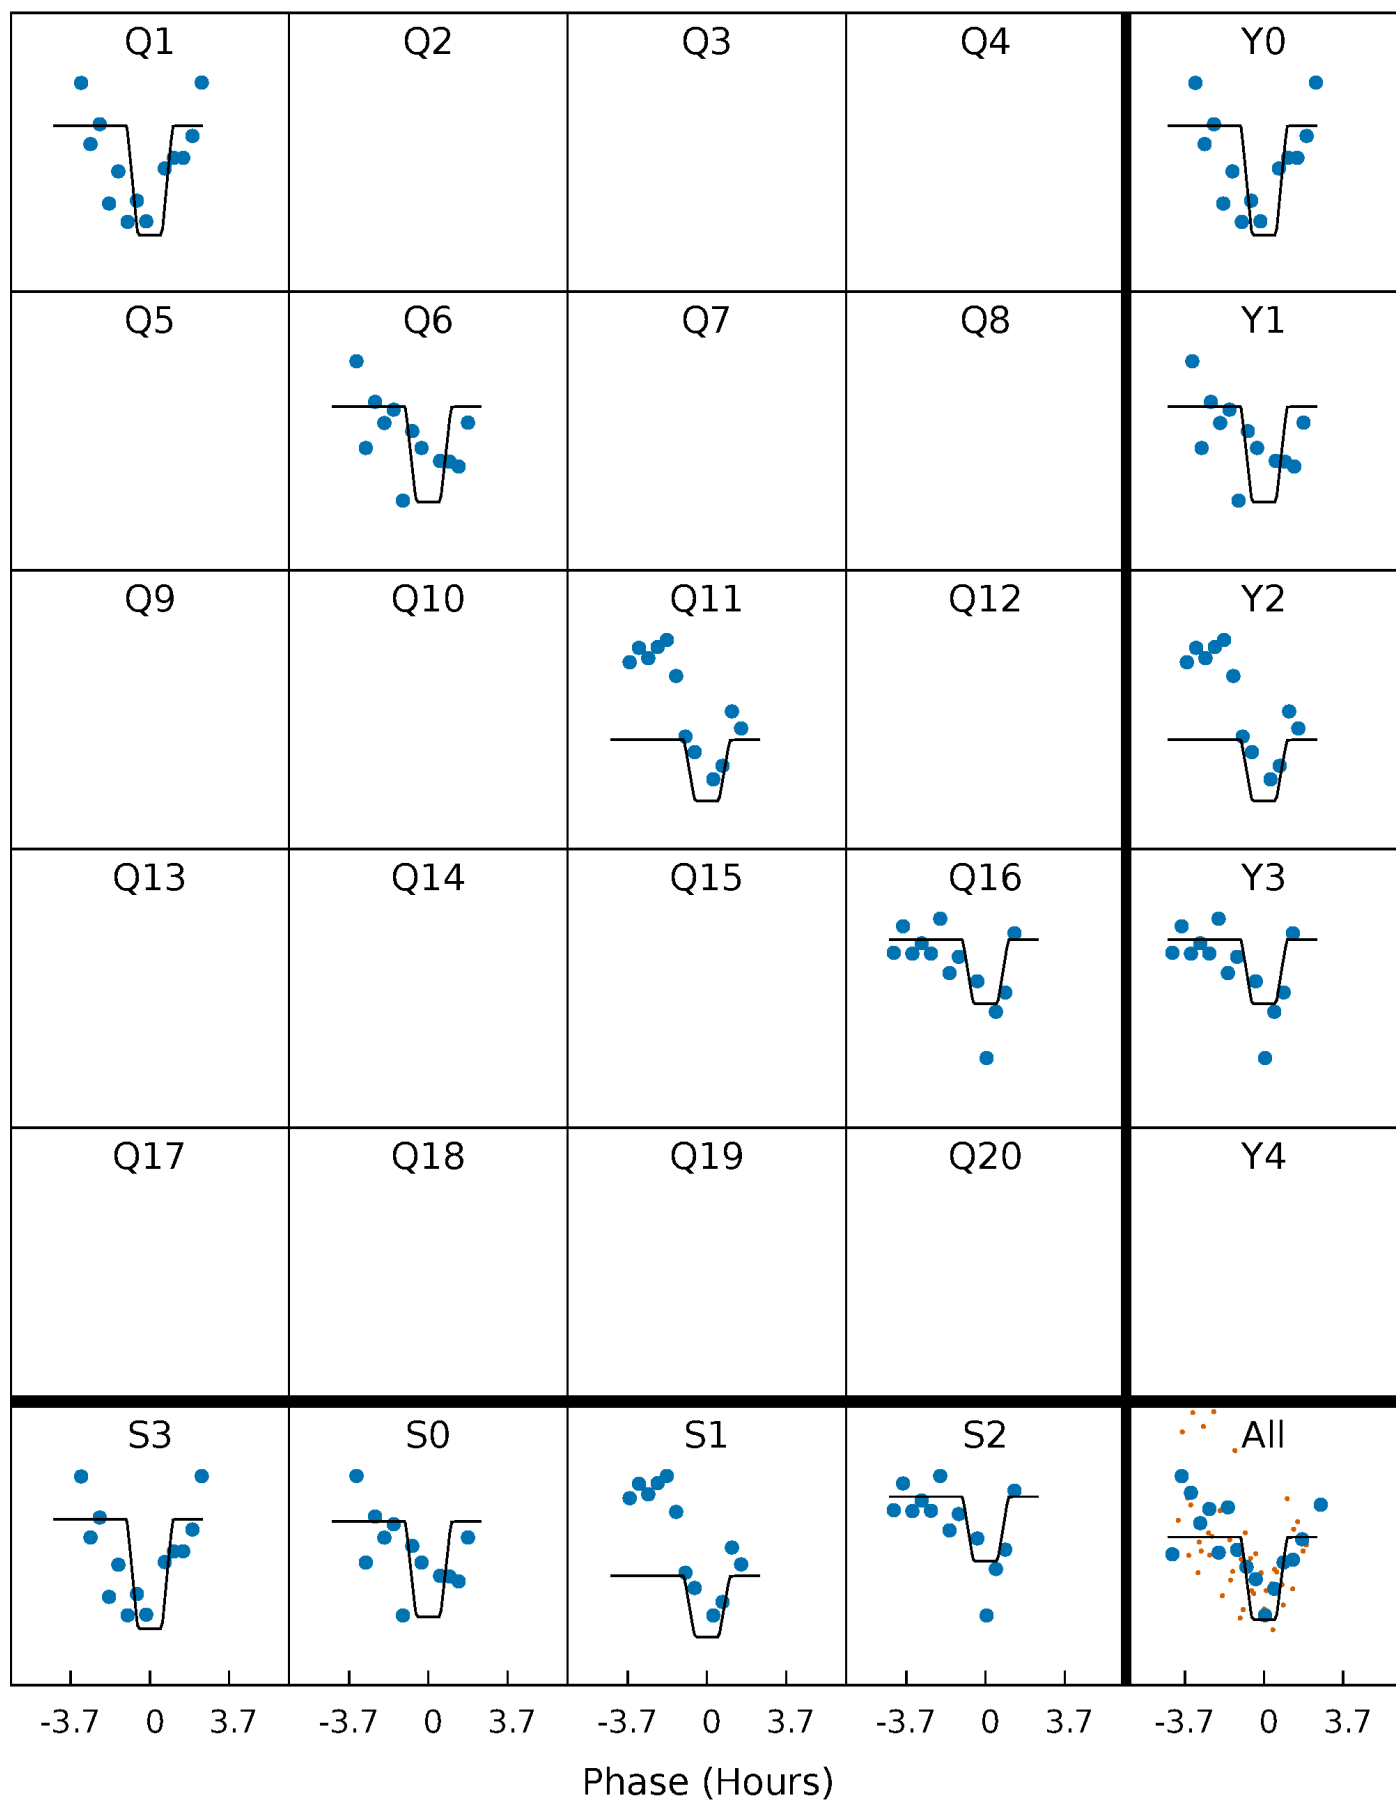 Q1 Q2 Q3 Q4 Y0
Q5 Q6 Q7 Q8 Y1
Q9 Q10 Q11 Q12 Y2
Q13 Q14 Q15 Q16 Y3
Q17 Q18 Q19 Q20 Y4
S3 S0 S1 S2 All
-3.7 0 3.7 -3.7 0 3.7 -3.7 0 3.7 -3.7 0 3.7 -3.7 0 3.7
Phase (Hours)